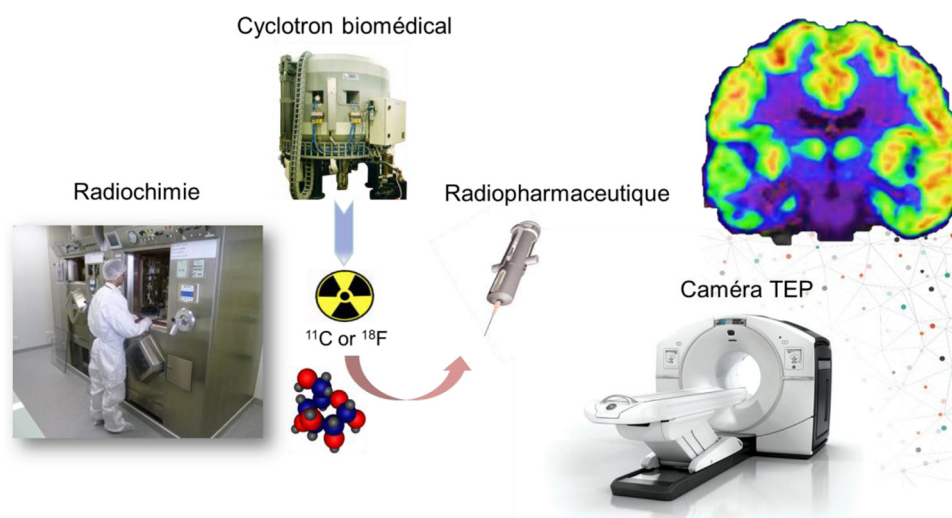 Cyclotron biomédical
Radiochimie
Radiopharmaceutique
Caméra TEP
¹¹C or ¹⁸F